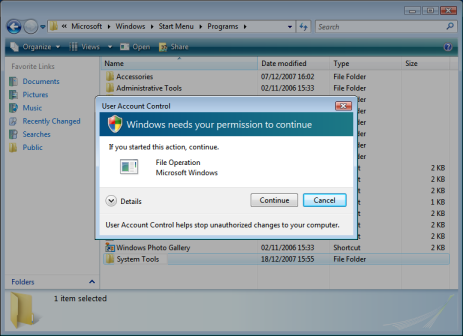 « Microsoft ▸ Windows ▸ Start Menu ▸ Programs ▸
Search
Organize Views Open Share
Favorite Links
Documents
Pictures
Music
Recently Changed
Searches
Public
Folders
Name Date modified Type Size
Accessories 07/12/2007 16:02 File Folder
Administrative Tools 02/11/2006 15:33 File Folder
User Account Control
Windows needs your permission to continue
If you started this action, continue.
File Operation
Microsoft Windows
Details Continue Cancel
User Account Control helps stop unauthorized changes to your computer.
2 KB
2 KB
1 KB
2 KB
2 KB
2 KB
Windows Photo Gallery 02/11/2006 15:33 Shortcut 2 KB
System Tools 18/12/2007 15:55 File Folder
1 item selected